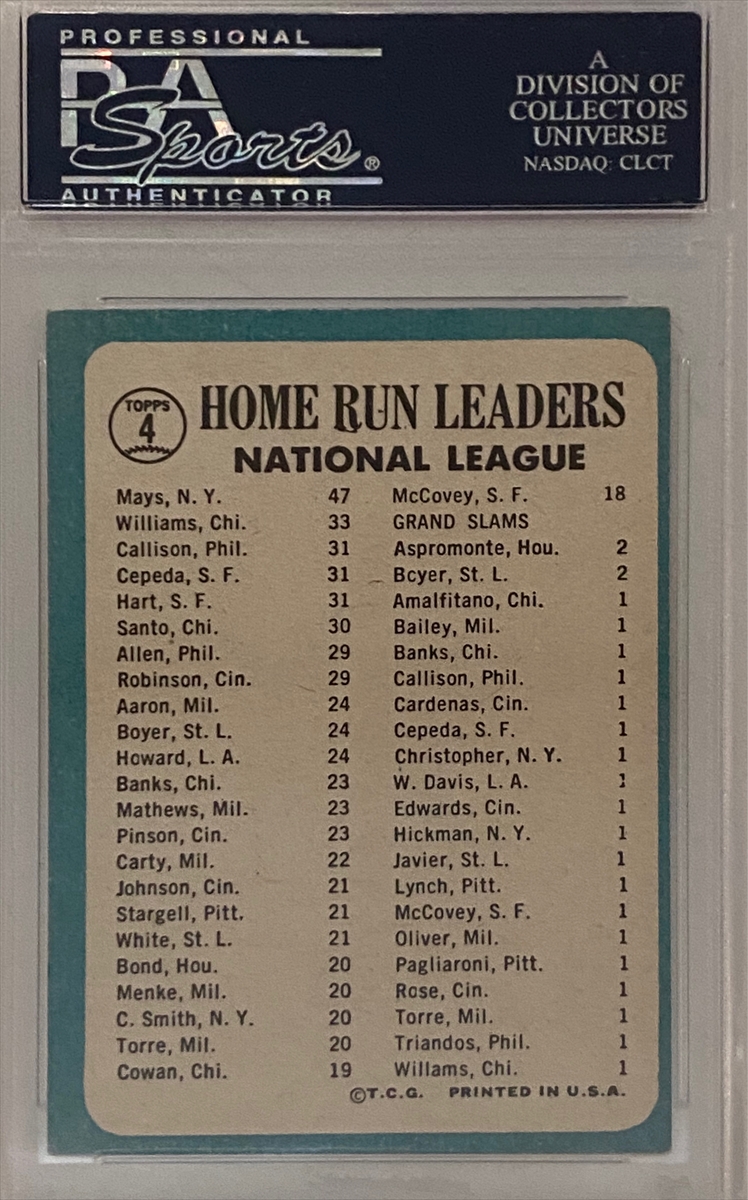 PROFESSIONAL
PSA
Sports®
AUTHENTICATOR
A
DIVISION OF
COLLECTORS
UNIVERSE
NASDAQ: CLCT
TOPPS
4
HOME RUN LEADERS
NATIONAL LEAGUE
Mays, N. Y. 47
Williams, Chi. 33
Callison, Phil. 31
Cepeda, S. F. 31
Hart, S. F. 31
Santo, Chi. 30
Allen, Phil. 29
Robinson, Cin. 29
Aaron, Mil. 24
Boyer, St. L. 24
Howard, L. A. 24
Banks, Chi. 23
Mathews, Mil. 23
Pinson, Cin. 23
Carty, Mil. 22
Johnson, Cin. 21
Stargell, Pitt. 21
White, St. L. 21
Bond, Hou. 20
Menke, Mil. 20
C. Smith, N. Y. 20
Torre, Mil. 20
Cowan, Chi. 19
McCovey, S. F. 18
GRAND SLAMS
Aspromonte, Hou. 2
Boyer, St. L. 2
Amalfitano, Chi. 1
Bailey, Mil. 1
Banks, Chi. 1
Callison, Phil. 1
Cardenas, Cin. 1
Cepeda, S. F. 1
Christopher, N. Y. 1
W. Davis, L. A. 1
Edwards, Cin. 1
Hickman, N. Y. 1
Javier, St. L. 1
Lynch, Pitt. 1
McCovey, S. F. 1
Oliver, Mil. 1
Pagliaroni, Pitt. 1
Rose, Cin. 1
Torre, Mil. 1
Triandos, Phil. 1
Willams, Chi. 1
©T.C.G. PRINTED IN U.S.A.